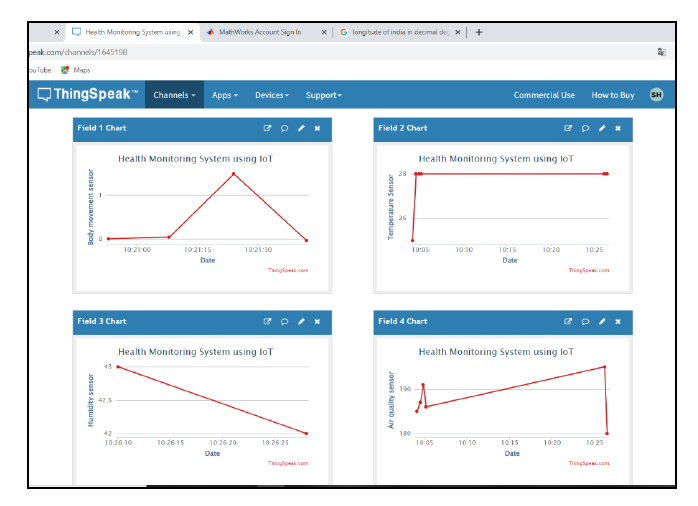 Health Monitoring System using
MathWorks Account Sign In
longitude of india in decimal deg
peak.com/channels/1645198
ouTube
Maps
ThingSpeak™
Channels
Apps
Devices
Support
Commercial Use
How to Buy
SH
Field 1 Chart
Health Monitoring System using IoT
Body movement sensor
1
0
10:21:00
10:21:15
10:21:30
Date
ThingSpeak.com
Field 2 Chart
Health Monitoring System using IoT
Temperature Sensor
28
26
10:05
10:10
10:15
10:20
10:25
Date
ThingSpeak.com
Field 3 Chart
Health Monitoring System using IoT
Humidity sensor
43
42.5
42
10:26:10
10:26:15
10:26:20
10:26:25
Date
ThingSpeak.com
Field 4 Chart
Health Monitoring System using IoT
Air quality sensor
190
180
10:05
10:10
10:15
10:20
10:25
Date
ThingSpeak.com